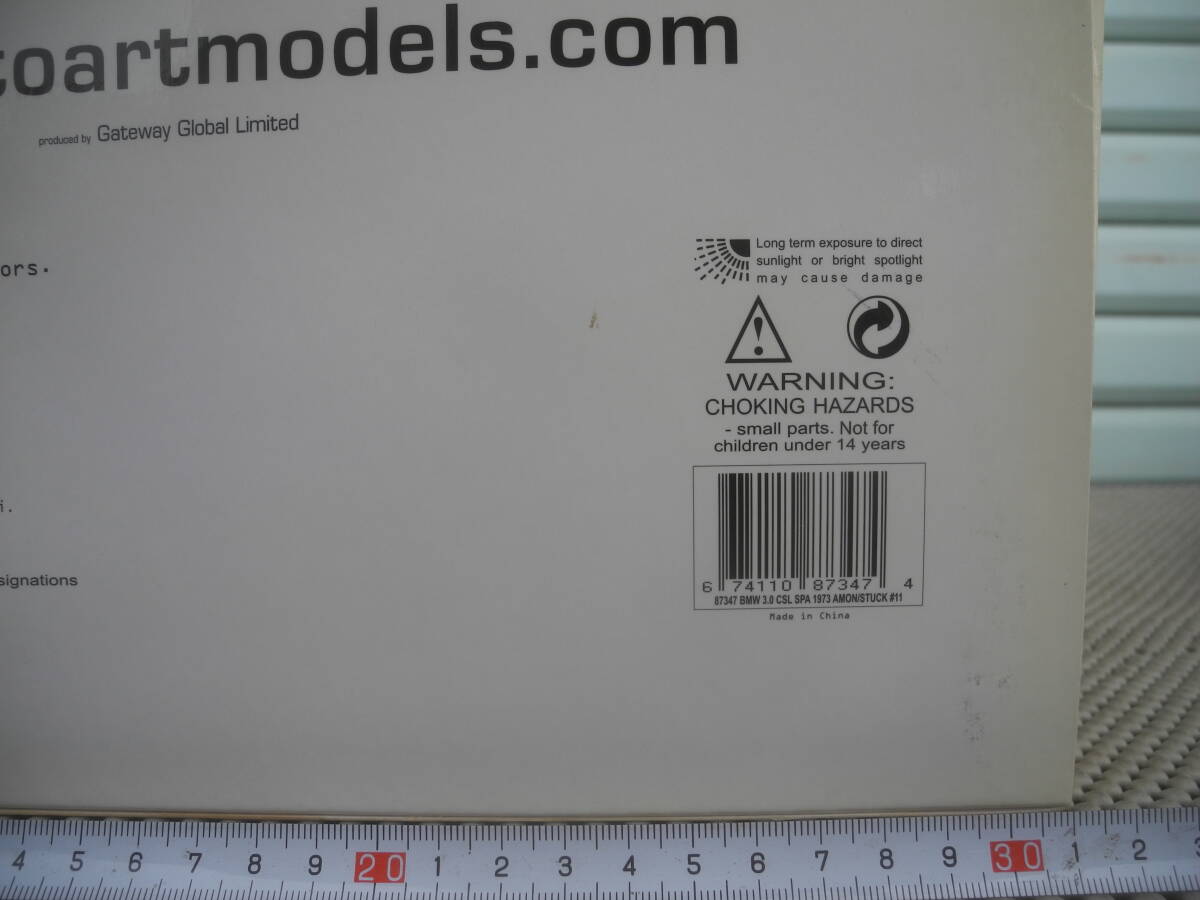 toartmodels.com
produced by Gateway Global Limited
ors.
Long term exposure to direct
sunlight or bright spotlight
may cause damage
WARNING:
CHOKING HAZARDS
- small parts. Not for
children under 14 years
i.
signations
6 74110 87347 4
87347 BMW 3.0 CSL SPA 1973 AMON/STUCK #11
Made in China
4 5 6 7 8 9 20 1 2 3 4 5 6 7 8 9 30 1 2 3